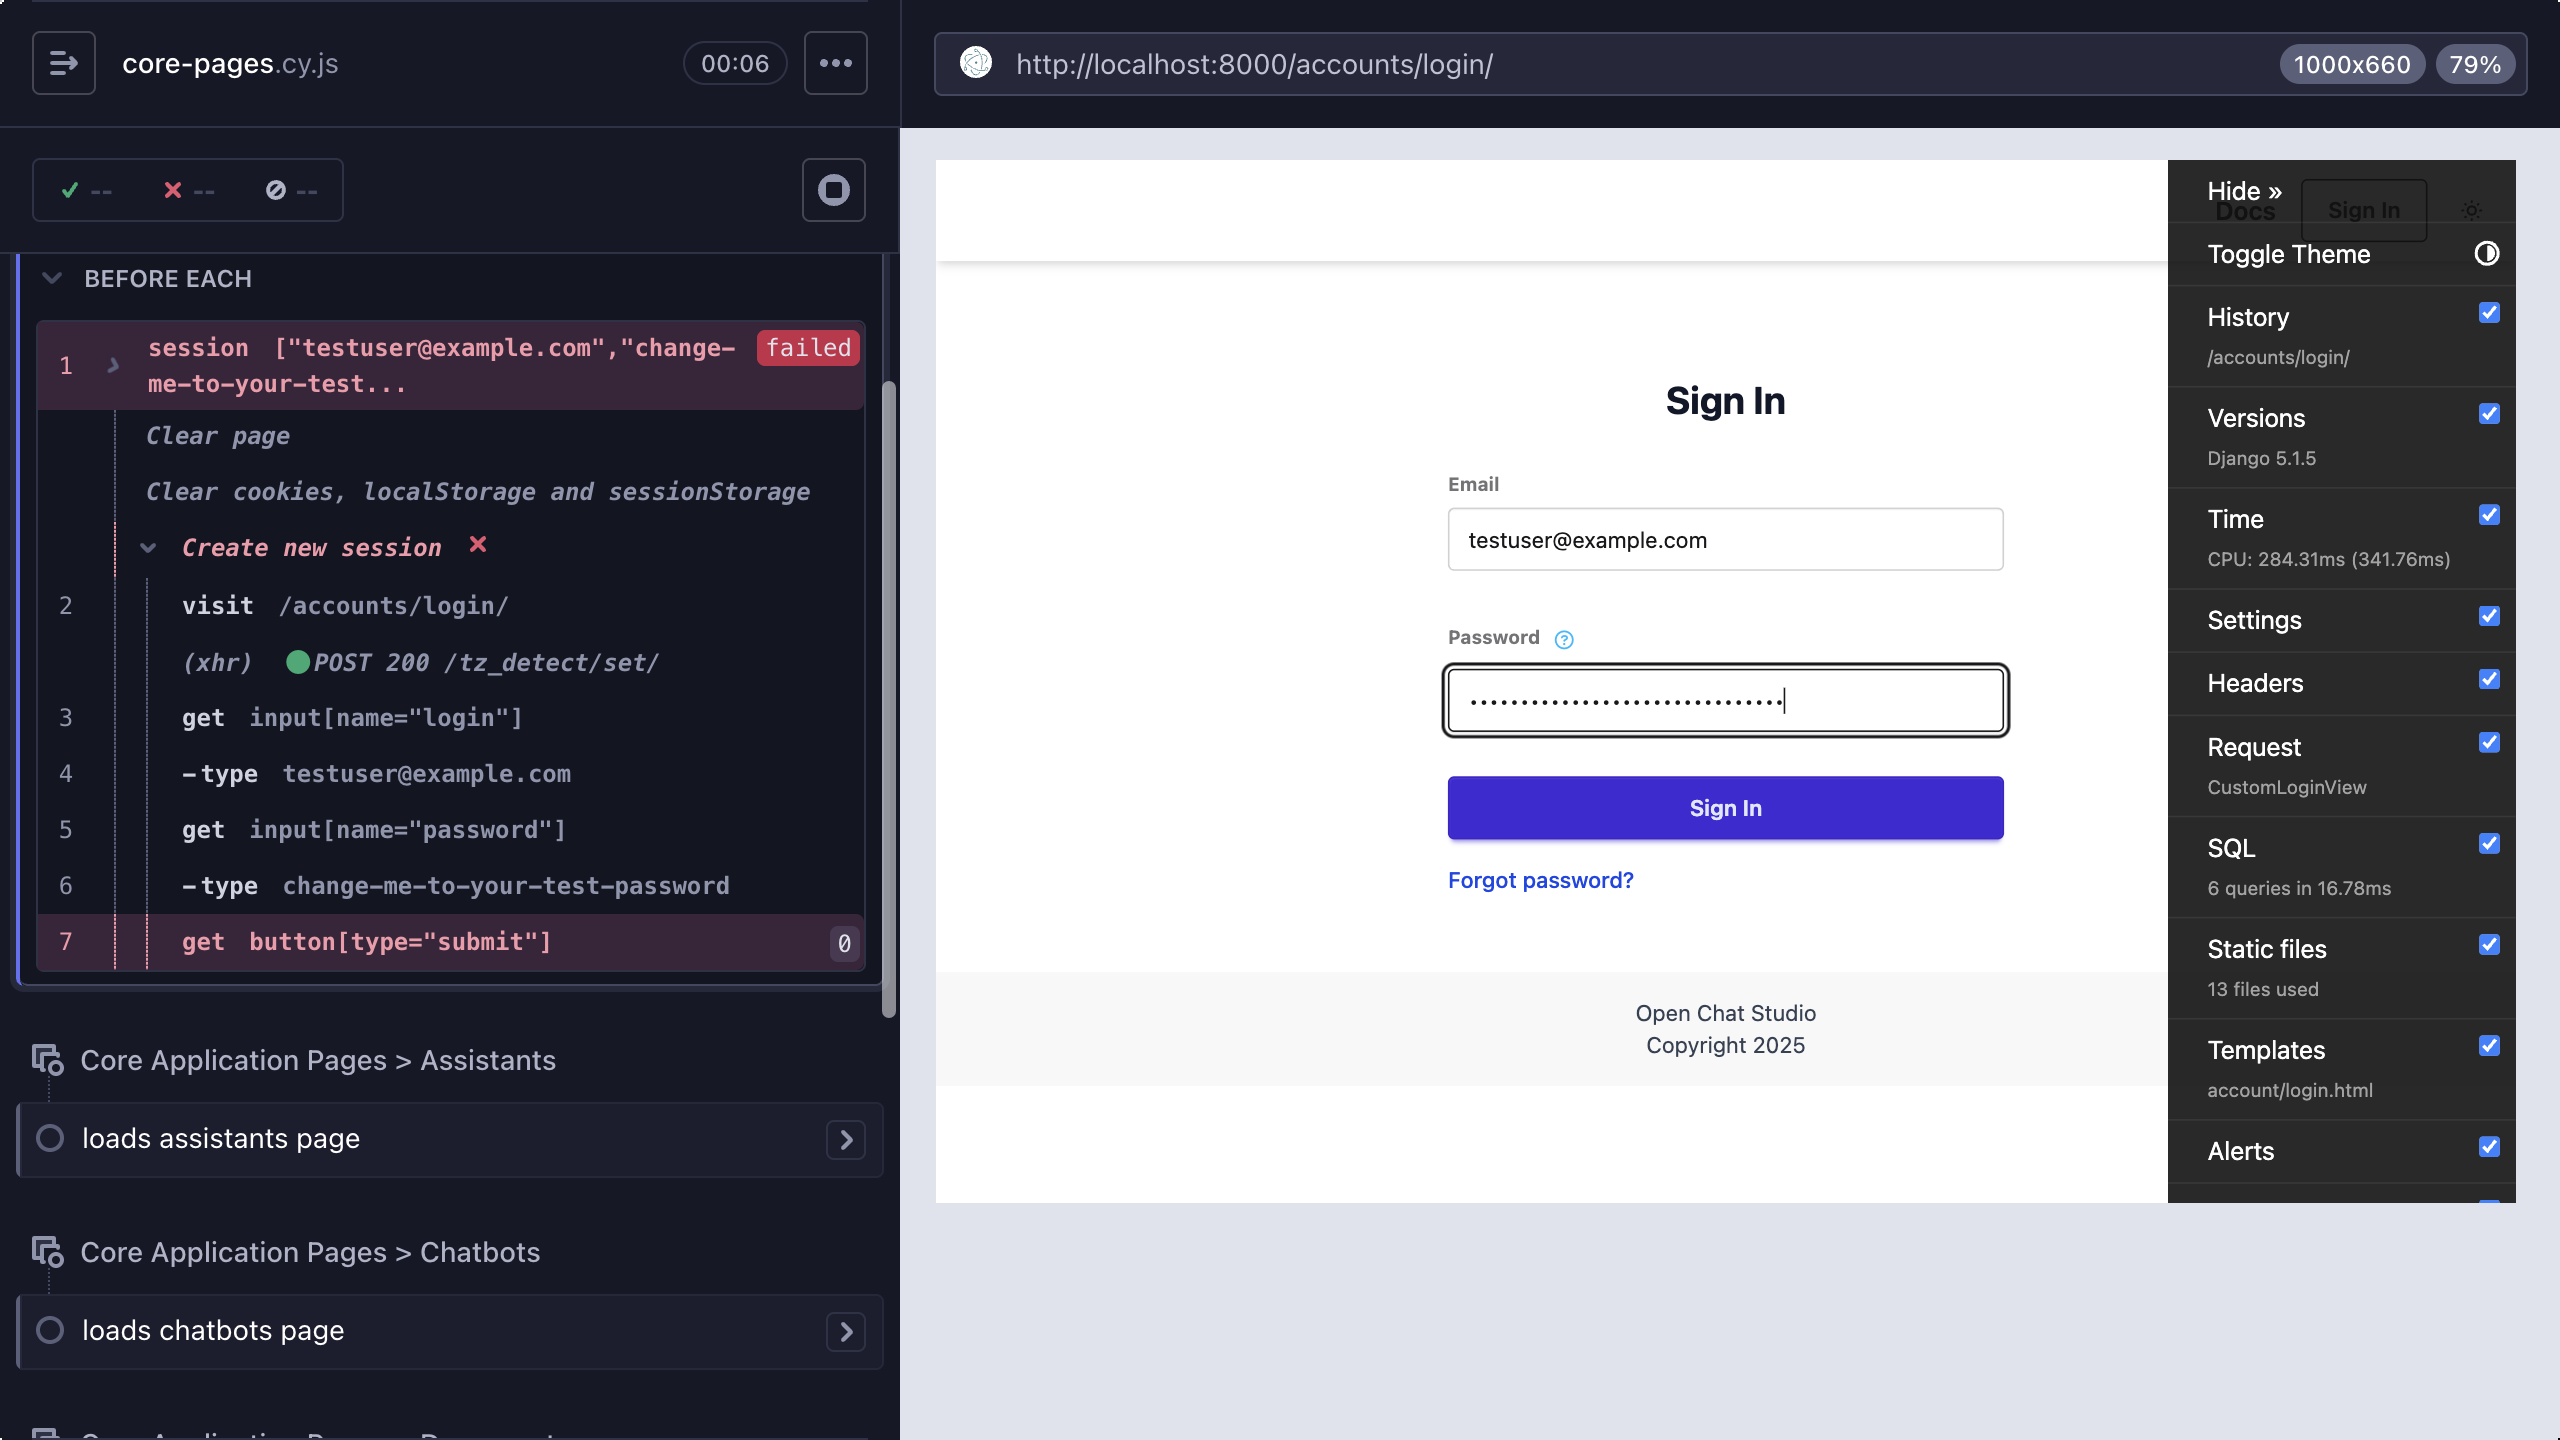 core-pages.cy.js
00:06
--
--
--
BEFORE EACH
1
session ["testuser@example.com","change-
me-to-your-test...
failed
Clear page
Clear cookies, localStorage and sessionStorage
Create new session
2 visit /accounts/login/
(xhr) POST 200 /tz_detect/set/
3 get input[name="login"]
4 -type testuser@example.com
5 get input[name="password"]
6 -type change-me-to-your-test-password
7 get button[type="submit"] 0
Core Application Pages > Assistants
loads assistants page
Core Application Pages > Chatbots
loads chatbots page
http://localhost:8000/accounts/login/
1000x660
79%
Docs
Sign In
Sign In
Email
testuser@example.com
Password
Sign In
Forgot password?
Open Chat Studio
Copyright 2025
Hide »
Toggle Theme
History
/accounts/login/
Versions
Django 5.1.5
Time
CPU: 284.31ms (341.76ms)
Settings
Headers
Request
CustomLoginView
SQL
6 queries in 16.78ms
Static files
13 files used
Templates
account/login.html
Alerts